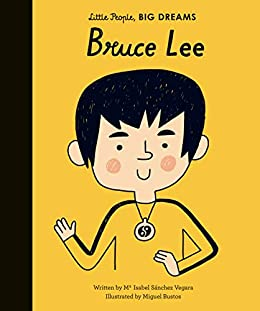 Little People, BIG DREAMS
Bruce Lee
Written by Mª Isabel Sánchez Vegara
Illustrated by Miguel Bustos